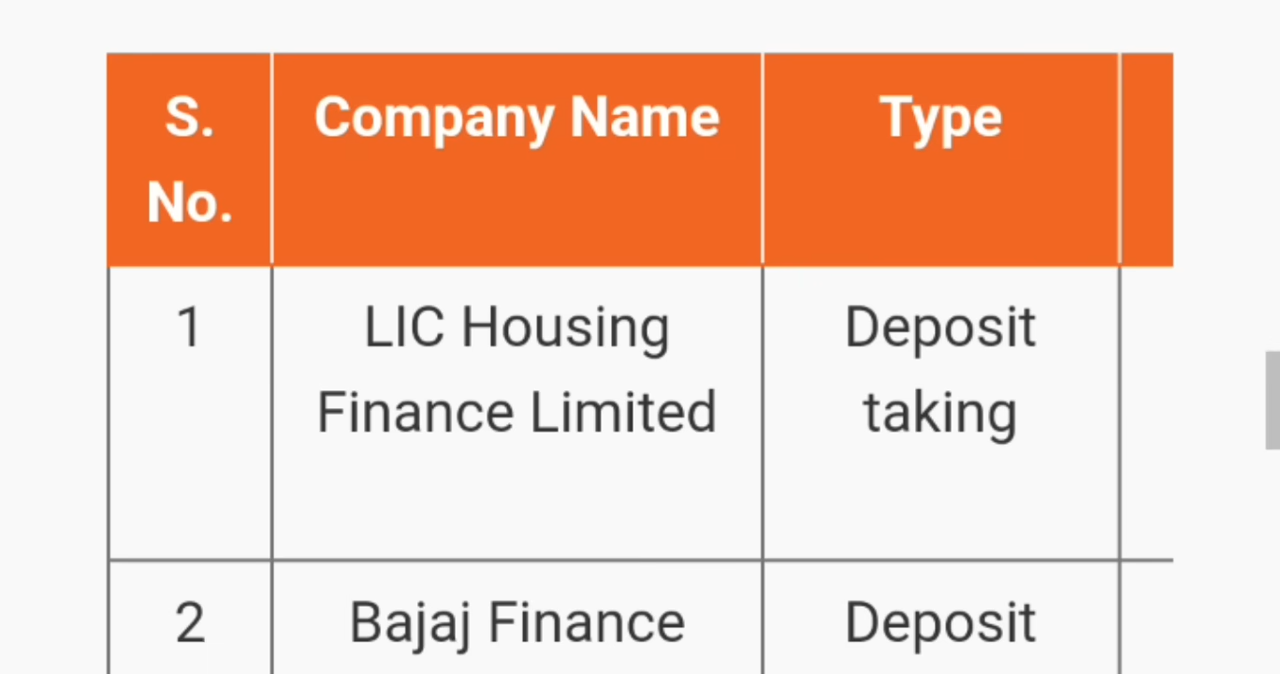 S. No. Company Name Type
1 LIC Housing Finance Limited Deposit taking
2 Bajaj Finance Deposit